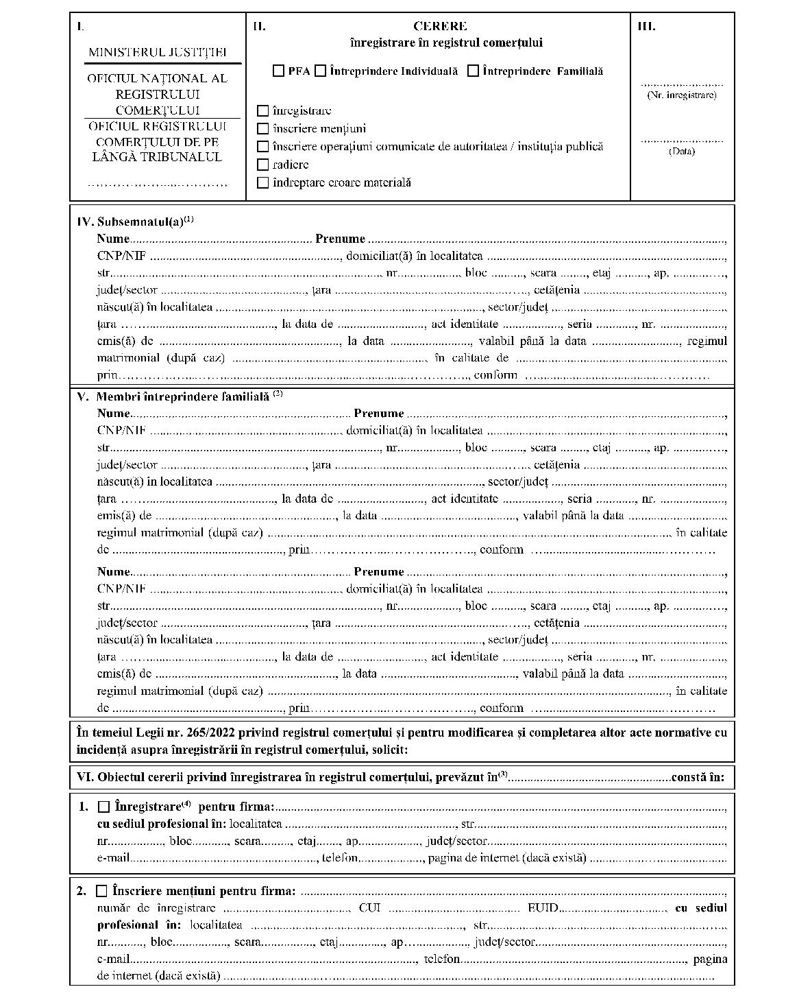 I.
MINISTERUL JUSTIȚIEI
OFICIUL NAȚIONAL AL
REGISTRULUI
COMERȚULUI
OFICIUL REGISTRULUI
COMERȚULUI DE PE
LÂNGĂ TRIBUNALUL
.......................................
II. CERERE
înregistrare în registrul comerțului
☐ PFA ☐ Întreprindere Individuală ☐ Întreprindere Familială
☐ înregistrare
☐ înscriere mențiuni
☐ înscriere operațiuni comunicate de autoritatea / instituția publică
☐ radiere
☐ îndreptare eroare materială
III.
..........................
(Nr. înregistrare)
..........................
(Data)
IV. Subsemnatul(a)(1)
Nume......................................................... Prenume ...............................................................................................................,
CNP/NIF ..........................................................., domiciliat(ă) în localitatea .........................................................................,
str...................................................................................., nr..................., bloc .........., scara ........, etaj .........., ap. ................,
județ/sector ............................................., țara ............................................................., cetățenia ............................................,
născut(ă) în localitatea ..................................................................................., sector/județ ......................................................,
țara ..............................................., la data de ..........................., act identitate .................., seria ............, nr. ....................,
emis(ă) de ........................................................, la data ........................., valabil până la data ..........................., regimul
matrimonial (după caz) ............................................................, în calitate de .................................................................,
prin............................................................................................................., conform .........................................................
V. Membri întreprindere familială (2)
Nume..................................................................... Prenume ...................................................................................................,
CNP/NIF ..........................................................., domiciliat(ă) în localitatea .........................................................................,
str...................................................................................., nr..................., bloc .........., scara ........, etaj .........., ap. ................,
județ/sector ............................................., țara ............................................................., cetățenia ............................................,
născut(ă) în localitatea ..................................................................................., sector/județ ......................................................,
țara ..............................................., la data de ..........................., act identitate .................., seria ............, nr. ....................,
emis(ă) de ........................................................, la data .........................................., valabil până la data ..............................,
regimul matrimonial (după caz) ............................................................................................................................, în calitate
de ....................................................., prin..................................................., conform .........................................................
Nume..................................................................... Prenume ...................................................................................................,
CNP/NIF ..........................................................., domiciliat(ă) în localitatea .........................................................................,
str...................................................................................., nr..................., bloc .........., scara ........, etaj .........., ap. ................,
județ/sector ............................................., țara ............................................................., cetățenia ............................................,
născut(ă) în localitatea ..................................................................................., sector/județ ......................................................,
țara ..............................................., la data de ..........................., act identitate .................., seria ............, nr. ....................,
emis(ă) de ........................................................, la data .........................................., valabil până la data ..............................,
regimul matrimonial (după caz) ............................................................................................................................, în calitate
de ....................................................., prin..................................................., conform .........................................................
În temeiul Legii nr. 265/2022 privind registrul comerțului și pentru modificarea și completarea altor acte normative cu
incidență asupra înregistrării în registrul comerțului, solicit:
VI. Obiectul cererii privind înregistrarea în registrul comerțului, prevăzut în(3)...................................................constă în:
1. ☐ Înregistrare(4) pentru firma:............................................................................................................................................,
cu sediul profesional în: localitatea ....................................................., str..............................................................................,
nr................., bloc..........., scara........., etaj......., ap..................., județ/sector..........................................................................,
e-mail.........................................................., telefon...................., pagina de internet (dacă există) ...........................................
2. ☐ Înscriere mențiuni pentru firma: ....................................................................................................................................,
număr de înregistrare ......................................., CUI ......................................... EUID................................., cu sediul
profesional în: localitatea .................................................................., str..........................................................................,
nr..........., bloc................., scara................, etaj.............., ap...................., județ/sector...........................................................,
e-mail........................................................................................., telefon....................................................................., pagina
de internet (dacă există) .........................................................................................................................................................